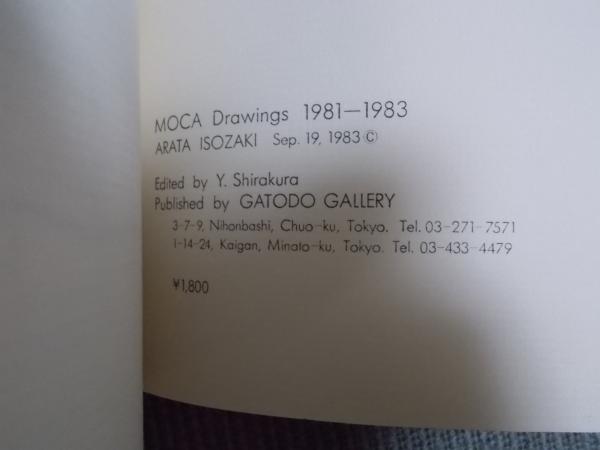 MOCA Drawings 1981–1983
ARATA ISOZAKI Sep. 19, 1983 ©
Edited by Y. Shirakura
Published by GATODO GALLERY
3-7-9, Nihonbashi, Chuo-ku, Tokyo. Tel. 03-271-7571
1-14-24, Kaigan, Minato-ku, Tokyo. Tel. 03-433-4479
¥1,800